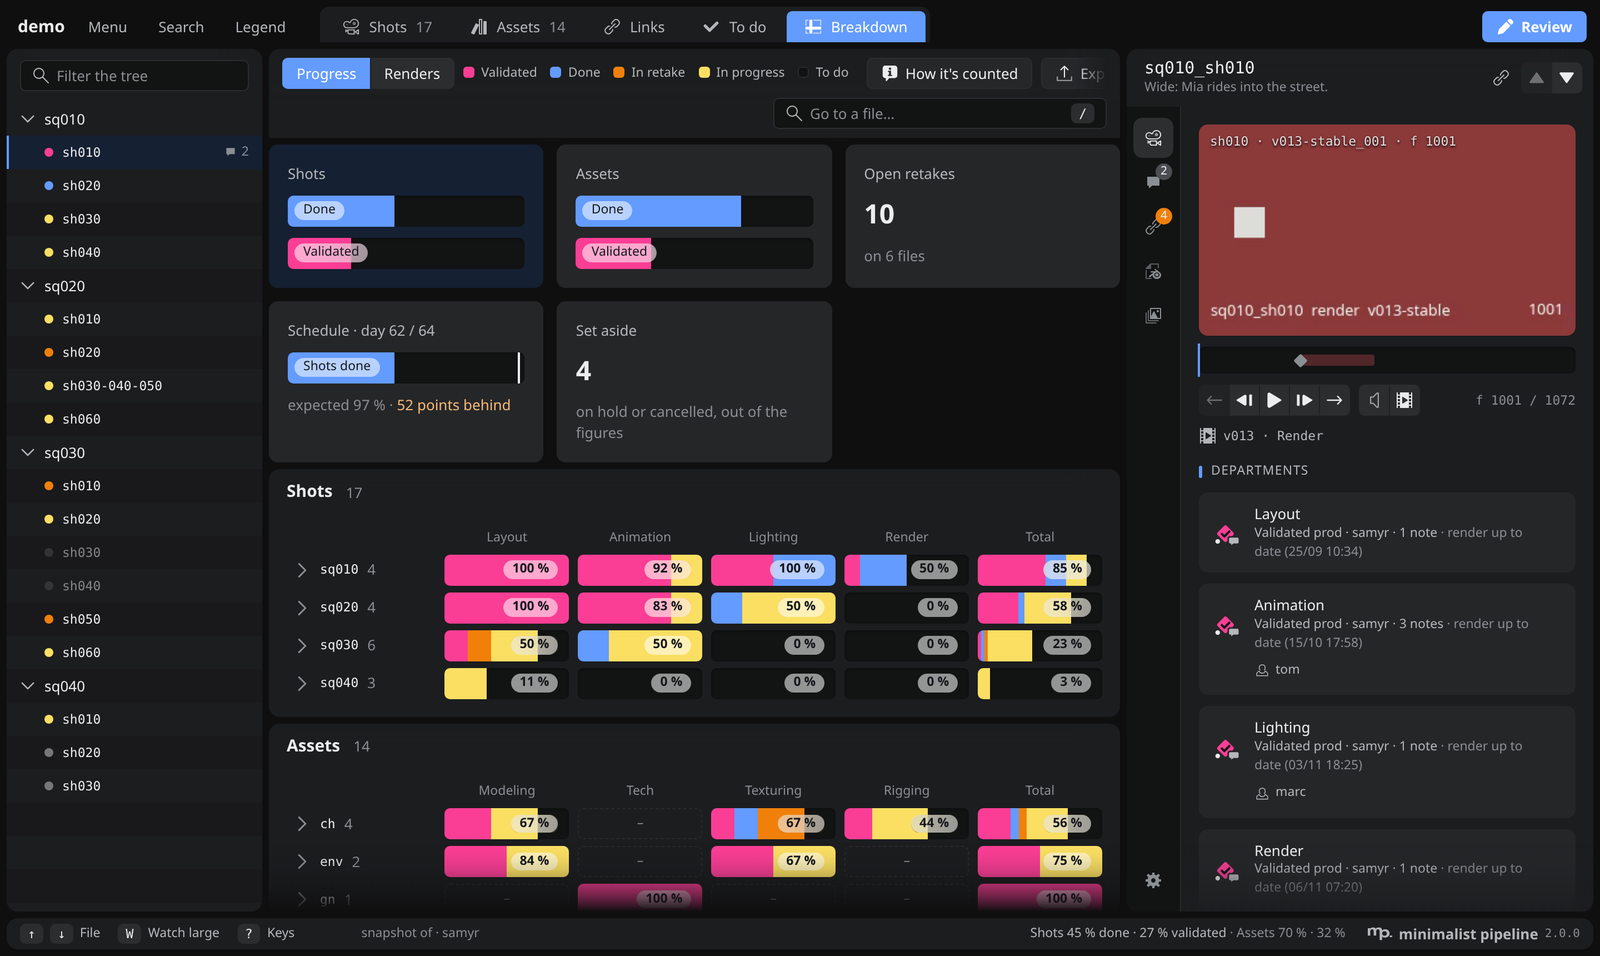 demo
Menu
Search
Legend
Shots 17
Assets 14
Links
To do
Breakdown
Review
Filter the tree
sq010
sh010 2
sh020
sh030
sh040
sq020
sh010
sh020
sh030-040-050
sh060
sq030
sh010
sh020
sh030
sh040
sh050
sh060
sq040
sh010
sh020
sh030
Progress
Renders
Validated
Done
In retake
In progress
To do
How it's counted
Exp
Go to a file... /
Shots
Done
Validated
Assets
Done
Validated
Open retakes
10
on 6 files
Schedule · day 62 / 64
Shots done
expected 97 % · 52 points behind
Set aside
4
on hold or cancelled, out of the
figures
Shots 17
Layout Animation Lighting Render Total
sq010 4 100 % 92 % 100 % 50 % 85 %
sq020 4 100 % 83 % 50 % 0 % 58 %
sq030 6 50 % 50 % 0 % 0 % 23 %
sq040 3 11 % 0 % 0 % 0 % 3 %
Assets 14
Modeling Tech Texturing Rigging Total
ch 4 67 % – 67 % 44 % 56 %
env 2 84 % – 67 % – 75 %
gn 1 – 100 % – – 100 %
sq010_sh010
Wide: Mia rides into the street.
2
4
sh010 · v013-stable_001 · f 1001
sq010_sh010 render v013-stable 1001
f 1001 / 1072
v013 · Render
DEPARTMENTS
Layout
Validated prod · samyr · 1 note · render up to
date (25/09 10:34)
Animation
Validated prod · samyr · 3 notes · render up to
date (15/10 17:58)
tom
Lighting
Validated prod · samyr · 1 note · render up to
date (03/11 18:25)
marc
Render
Validated prod · samyr · 1 note · render up to
date (06/11 07:20)
↑ ↓ File W Watch large ? Keys
snapshot of · samyr
Shots 45 % done · 27 % validated · Assets 70 % · 32 %
mp. minimalist pipeline 2.0.0